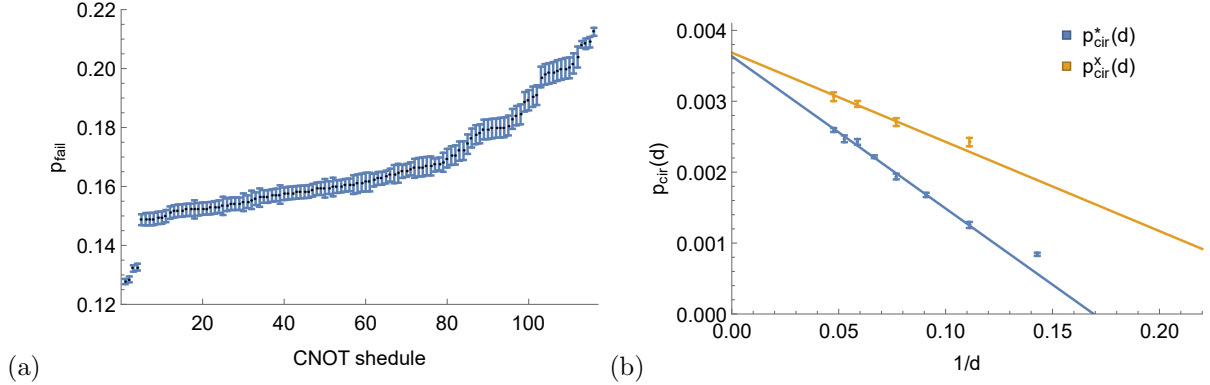 0.22
0.20
0.18
0.16
0.14
0.12
p_fail
20 40 60 80 100
CNOT shedule
(a)
0.004
0.003
0.002
0.001
0.000
p_cir(d)
0.00 0.05 0.10 0.15 0.20
1/d
p*_cir(d)
p^x_cir(d)
(b)